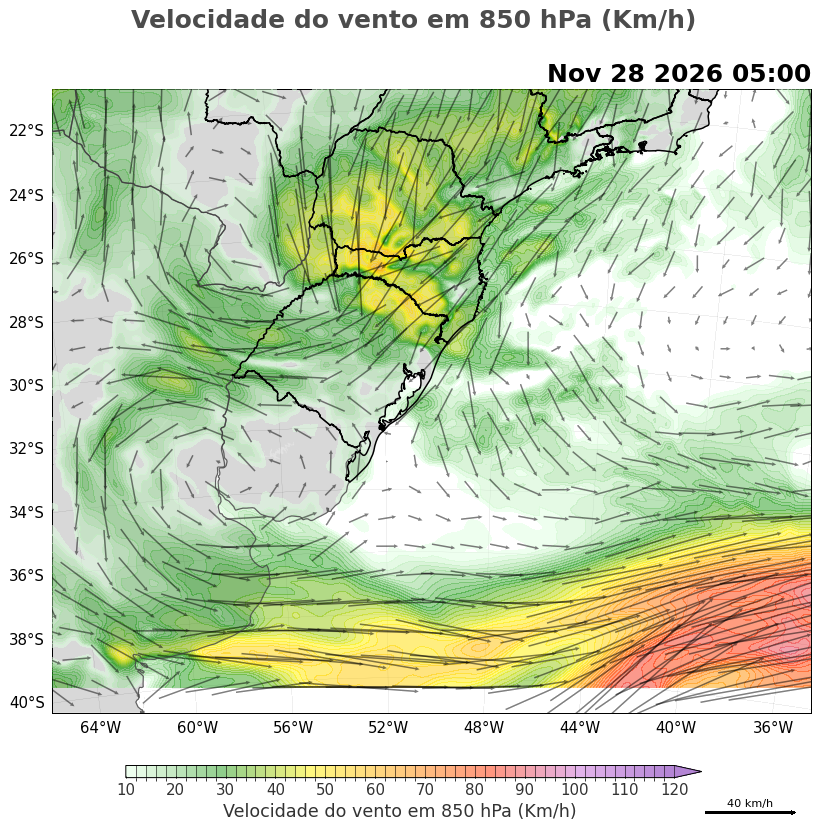 Velocidade do vento em 850 hPa (Km/h)
Nov 28 2026 05:00
22°S
24°S
26°S
28°S
30°S
32°S
34°S
36°S
38°S
40°S
64°W 60°W 56°W 52°W 48°W 44°W 40°W 36°W
10 20 30 40 50 60 70 80 90 100 110 120
Velocidade do vento em 850 hPa (Km/h)
40 km/h